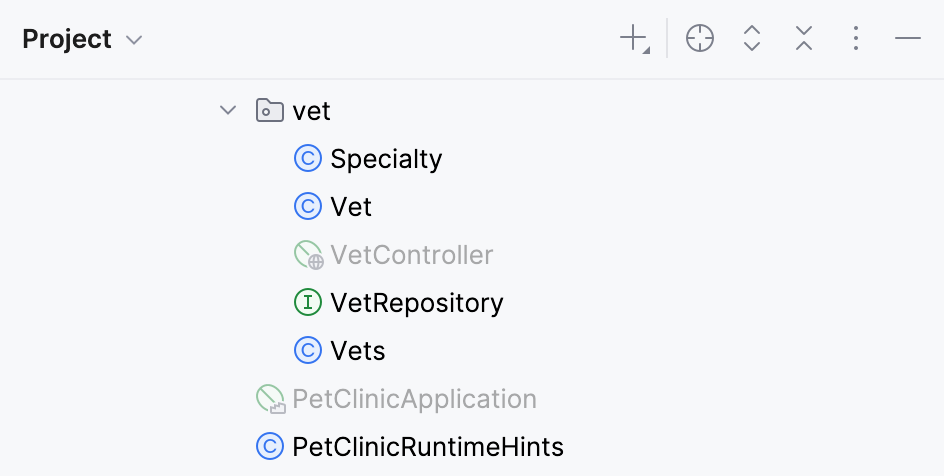 Project
vet
Specialty
Vet
VetController
VetRepository
Vets
PetClinicApplication
PetClinicRuntimeHints